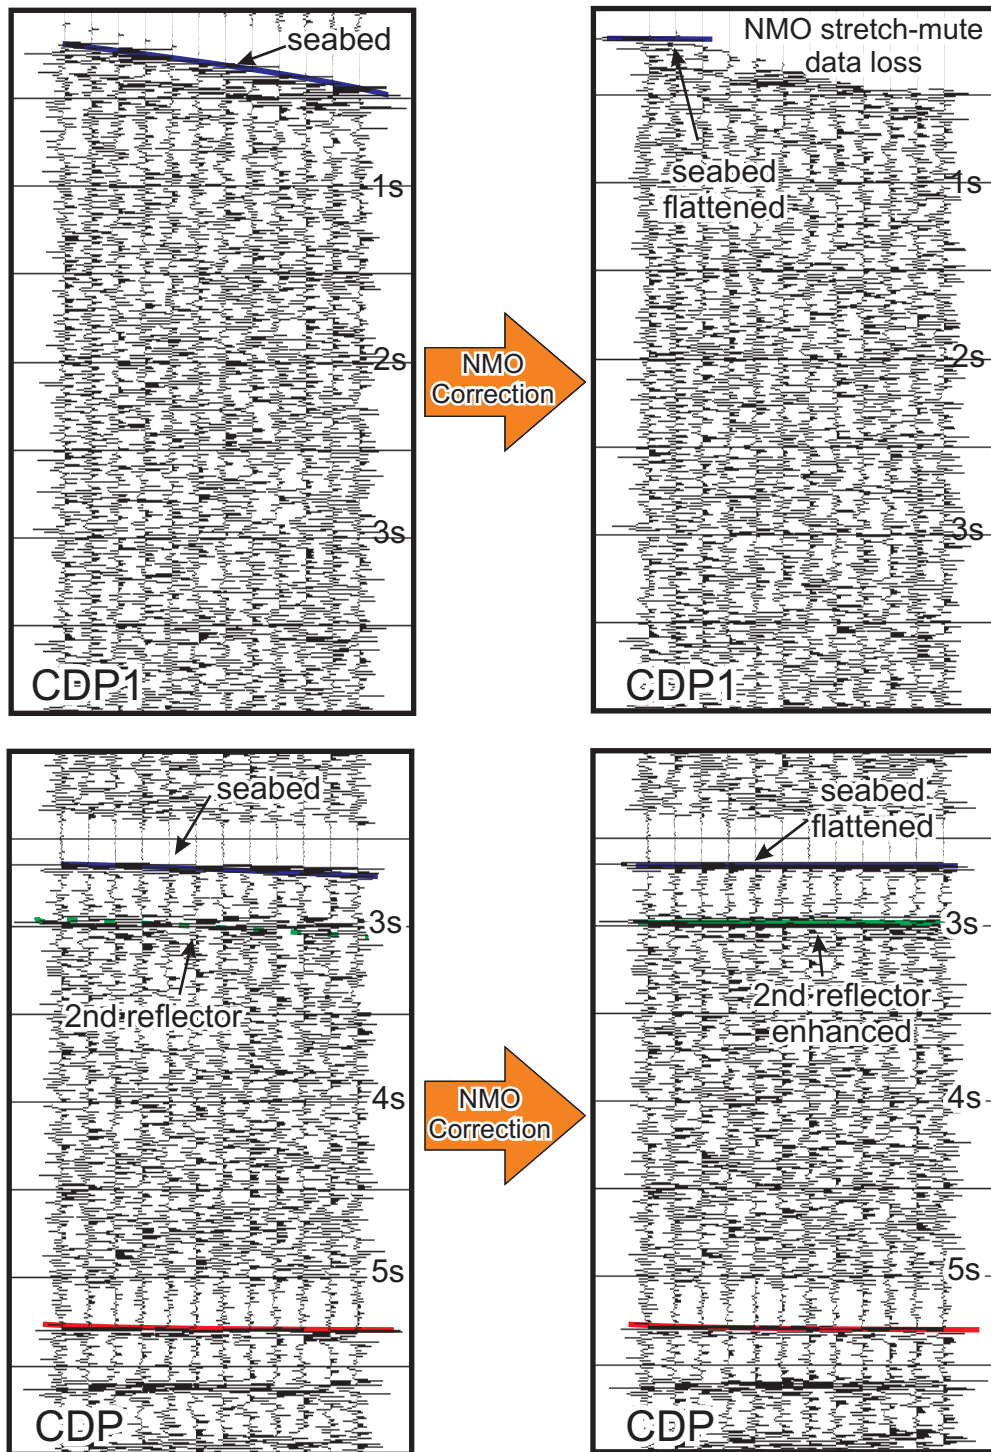 seabed
1s
2s
3s
CDP1
NMO
Correction
NMO stretch-mute
data loss
seabed
flattened
1s
2s
3s
CDP1
seabed
3s
2nd reflector
4s
5s
CDP
NMO
Correction
seabed
flattened
3s
2nd reflector
enhanced
4s
5s
CDP